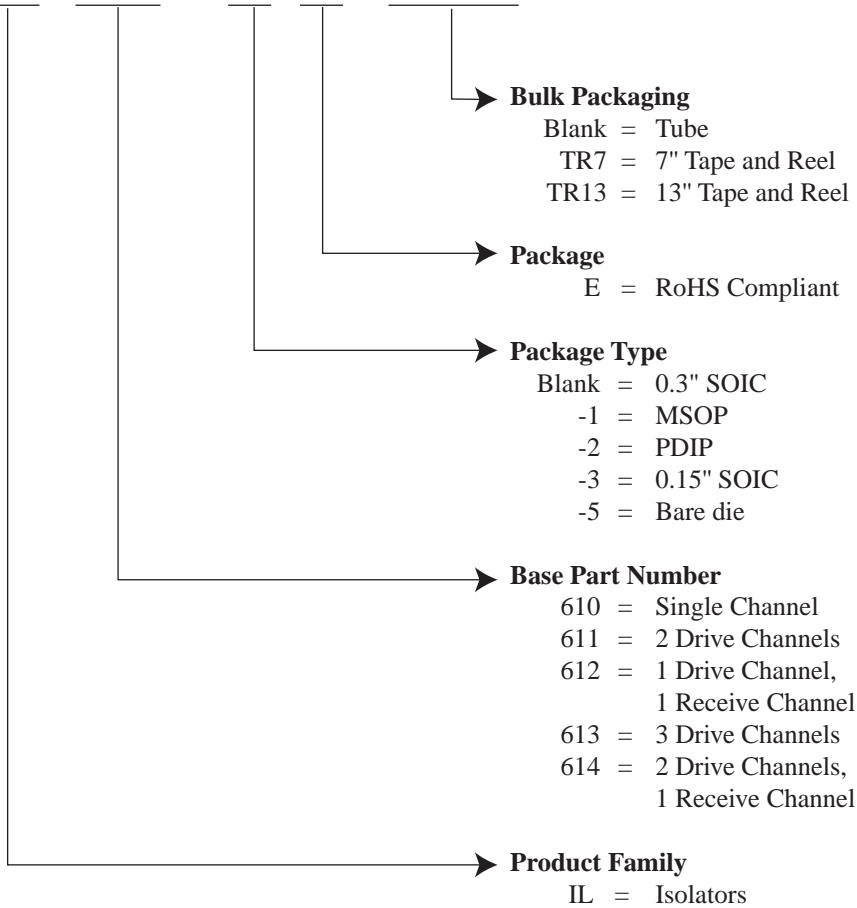 Bulk Packaging
Blank = Tube
TR7 = 7" Tape and Reel
TR13 = 13" Tape and Reel
Package
E = RoHS Compliant
Package Type
Blank = 0.3" SOIC
-1 = MSOP
-2 = PDIP
-3 = 0.15" SOIC
-5 = Bare die
Base Part Number
610 = Single Channel
611 = 2 Drive Channels
612 = 1 Drive Channel,
1 Receive Channel
613 = 3 Drive Channels
614 = 2 Drive Channels,
1 Receive Channel
Product Family
IL = Isolators